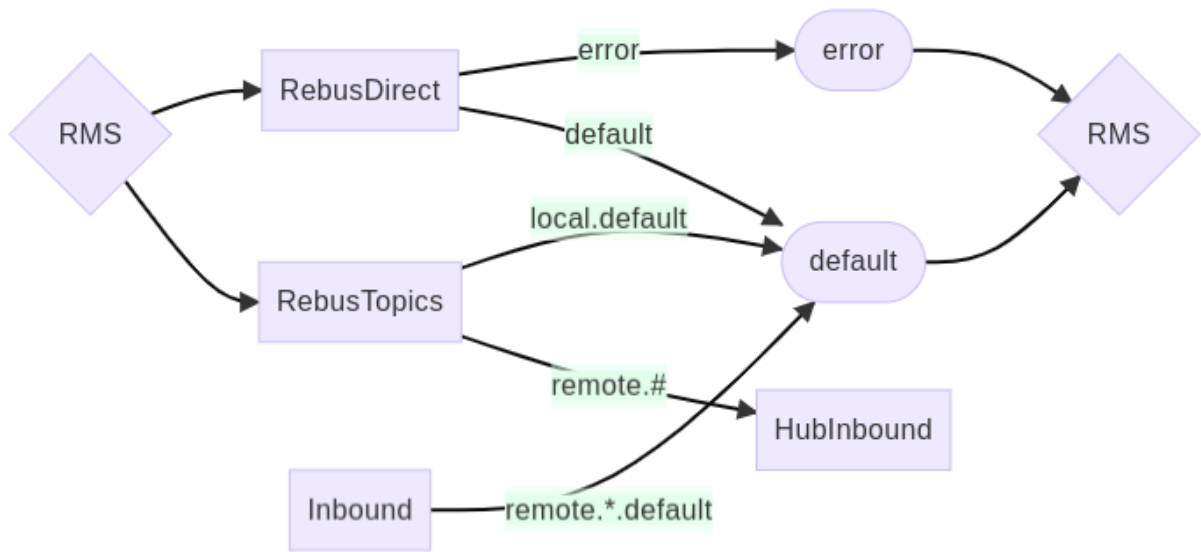 error
error
RebusDirect
RMS
default
RMS
local.default
default
RebusTopics
remote.#
HubInbound
Inbound
remote.*.default